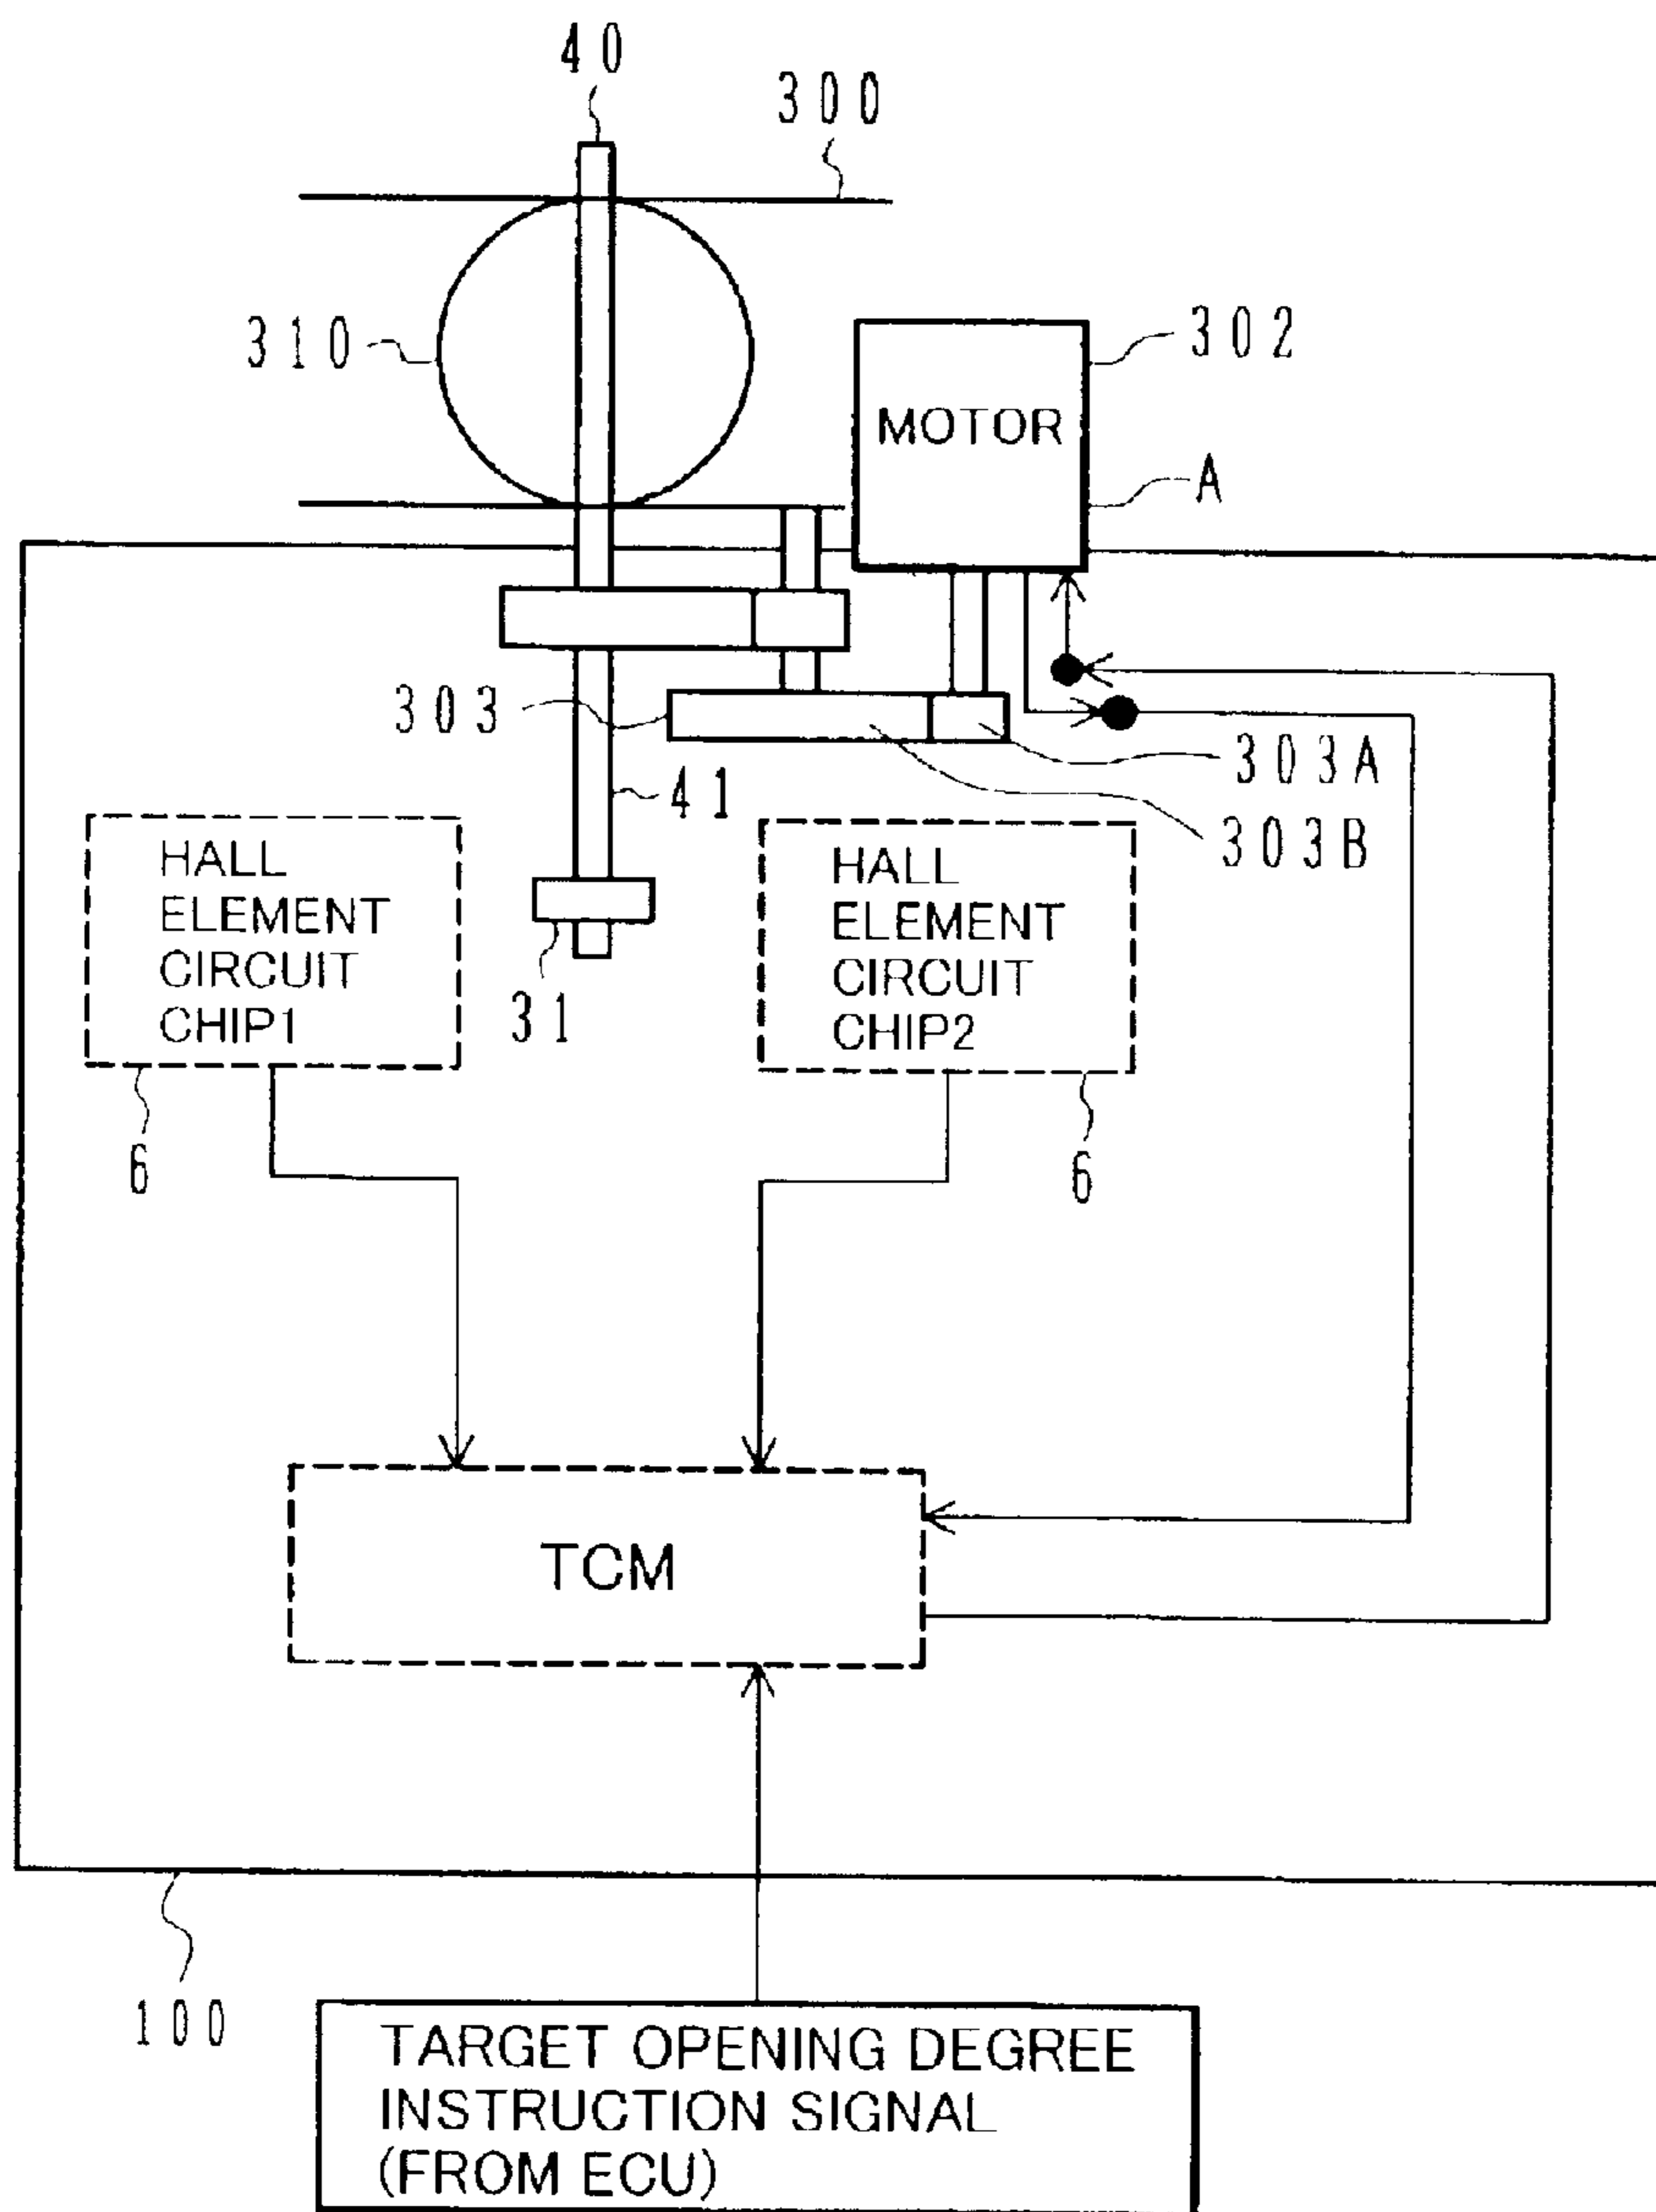 40
300
310
302
MOTOR
A
303
303A
41
303B
HALL
ELEMENT
CIRCUIT
CHIP1
HALL
ELEMENT
CIRCUIT
CHIP2
31
6
6
TCM
100
TARGET OPENING DEGREE
INSTRUCTION SIGNAL
(FROM ECU)